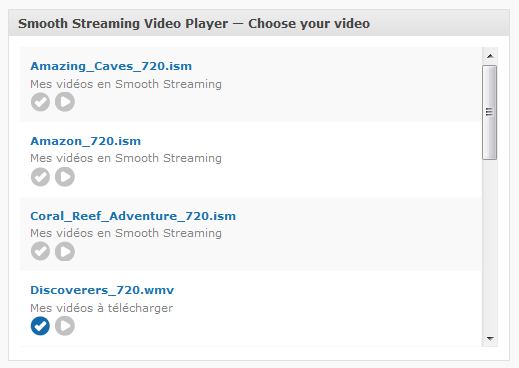 Smooth Streaming Video Player — Choose your video
Amazing_Caves_720.ism
Mes vidéos en Smooth Streaming
Amazon_720.ism
Mes vidéos en Smooth Streaming
Coral_Reef_Adventure_720.ism
Mes vidéos en Smooth Streaming
Discoverers_720.wmv
Mes vidéos à télécharger